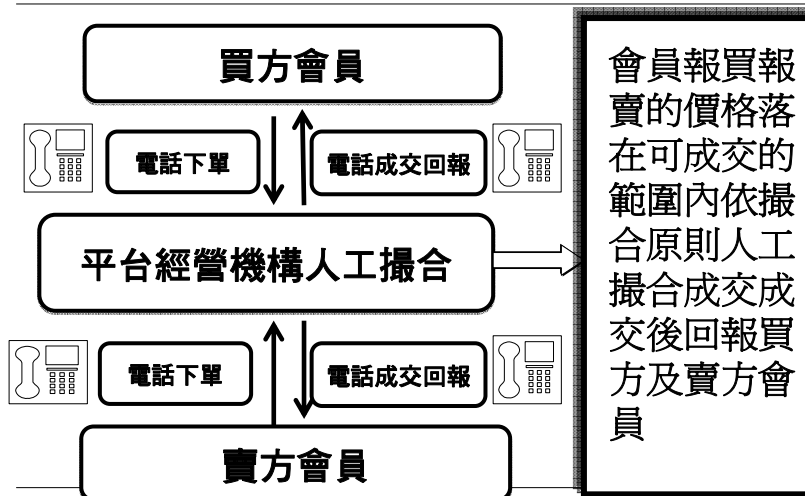 買方會員
電話下單
電話成交回報
平台經營機構人工撮合
電話下單
電話成交回報
賣方會員
會員報買報
賣的價格落
在可成交的
範圍內依撮
合原則人工
撮合成交成
交後回報買
方及賣方會
員